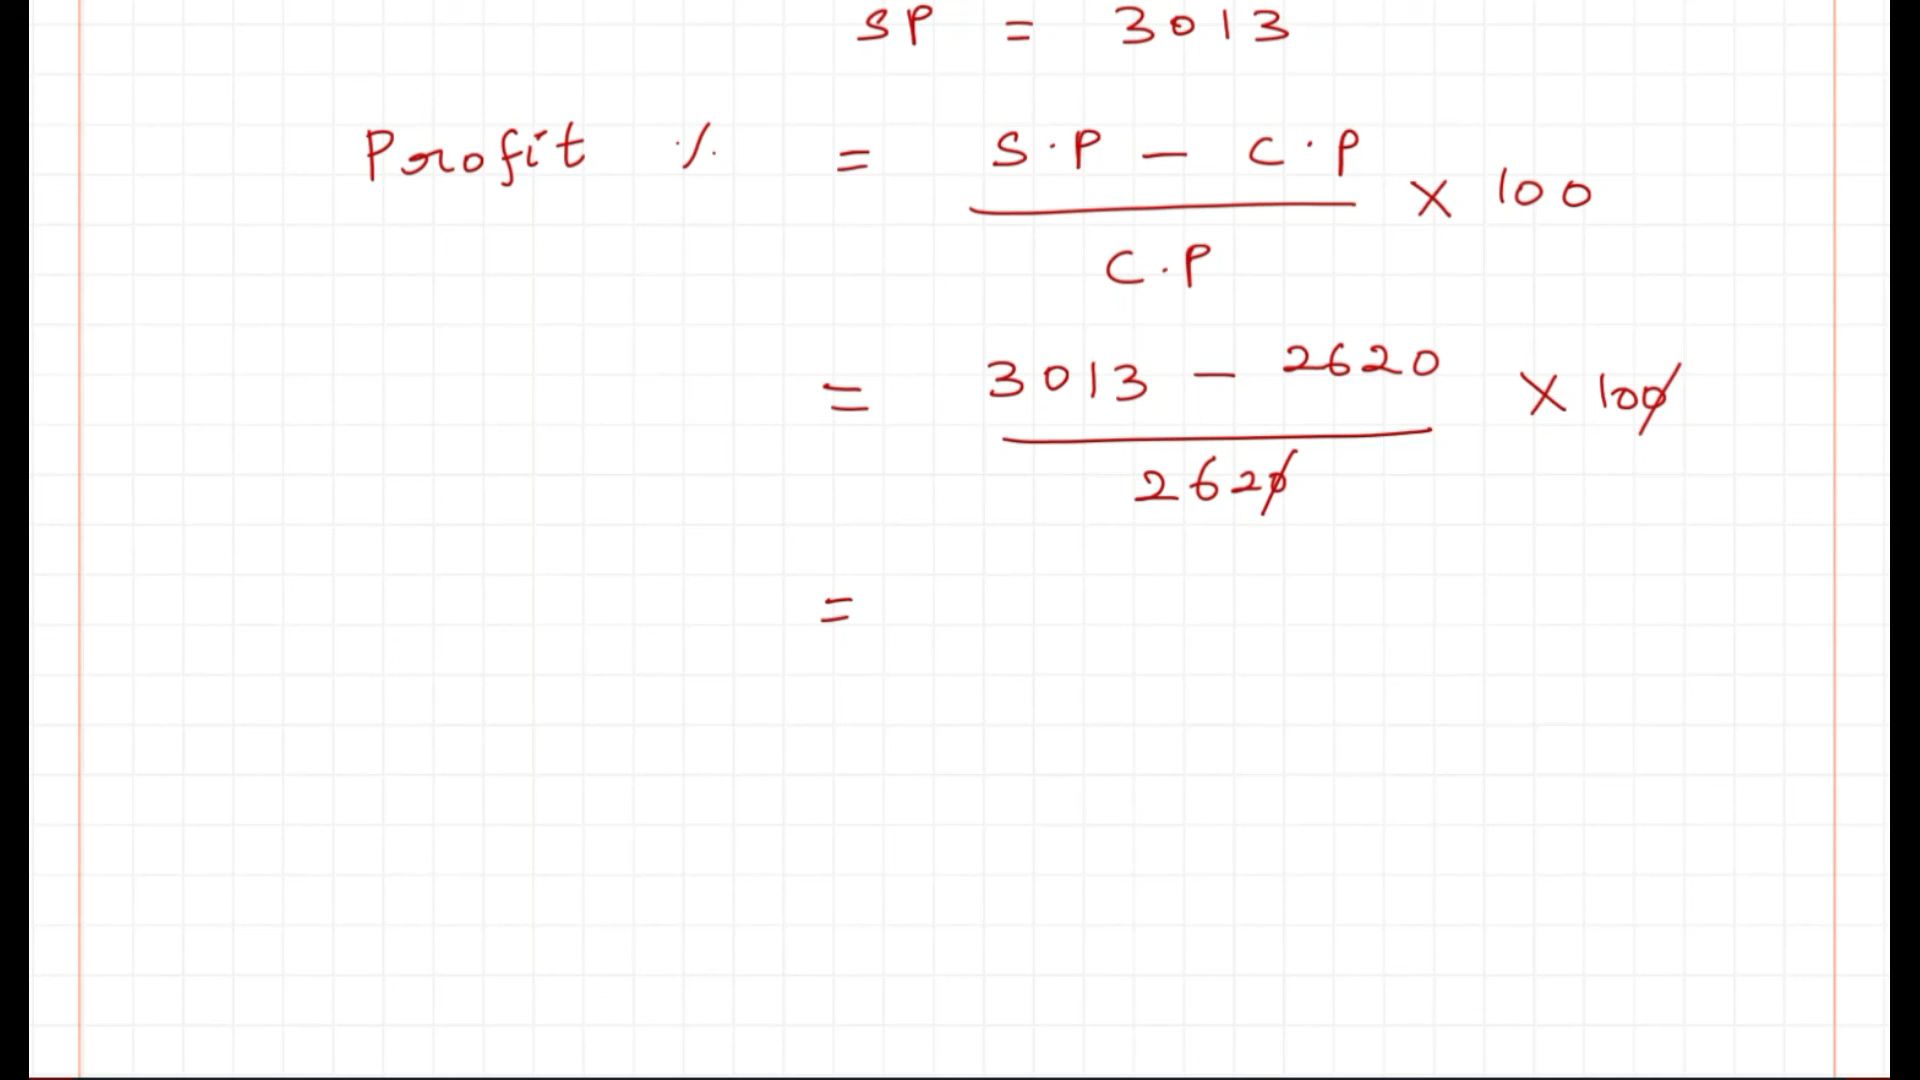 SP = 3013
Profit % = S.P - C.P / C.P X 100
= 3013 - 2620 / 2620 X 100
=